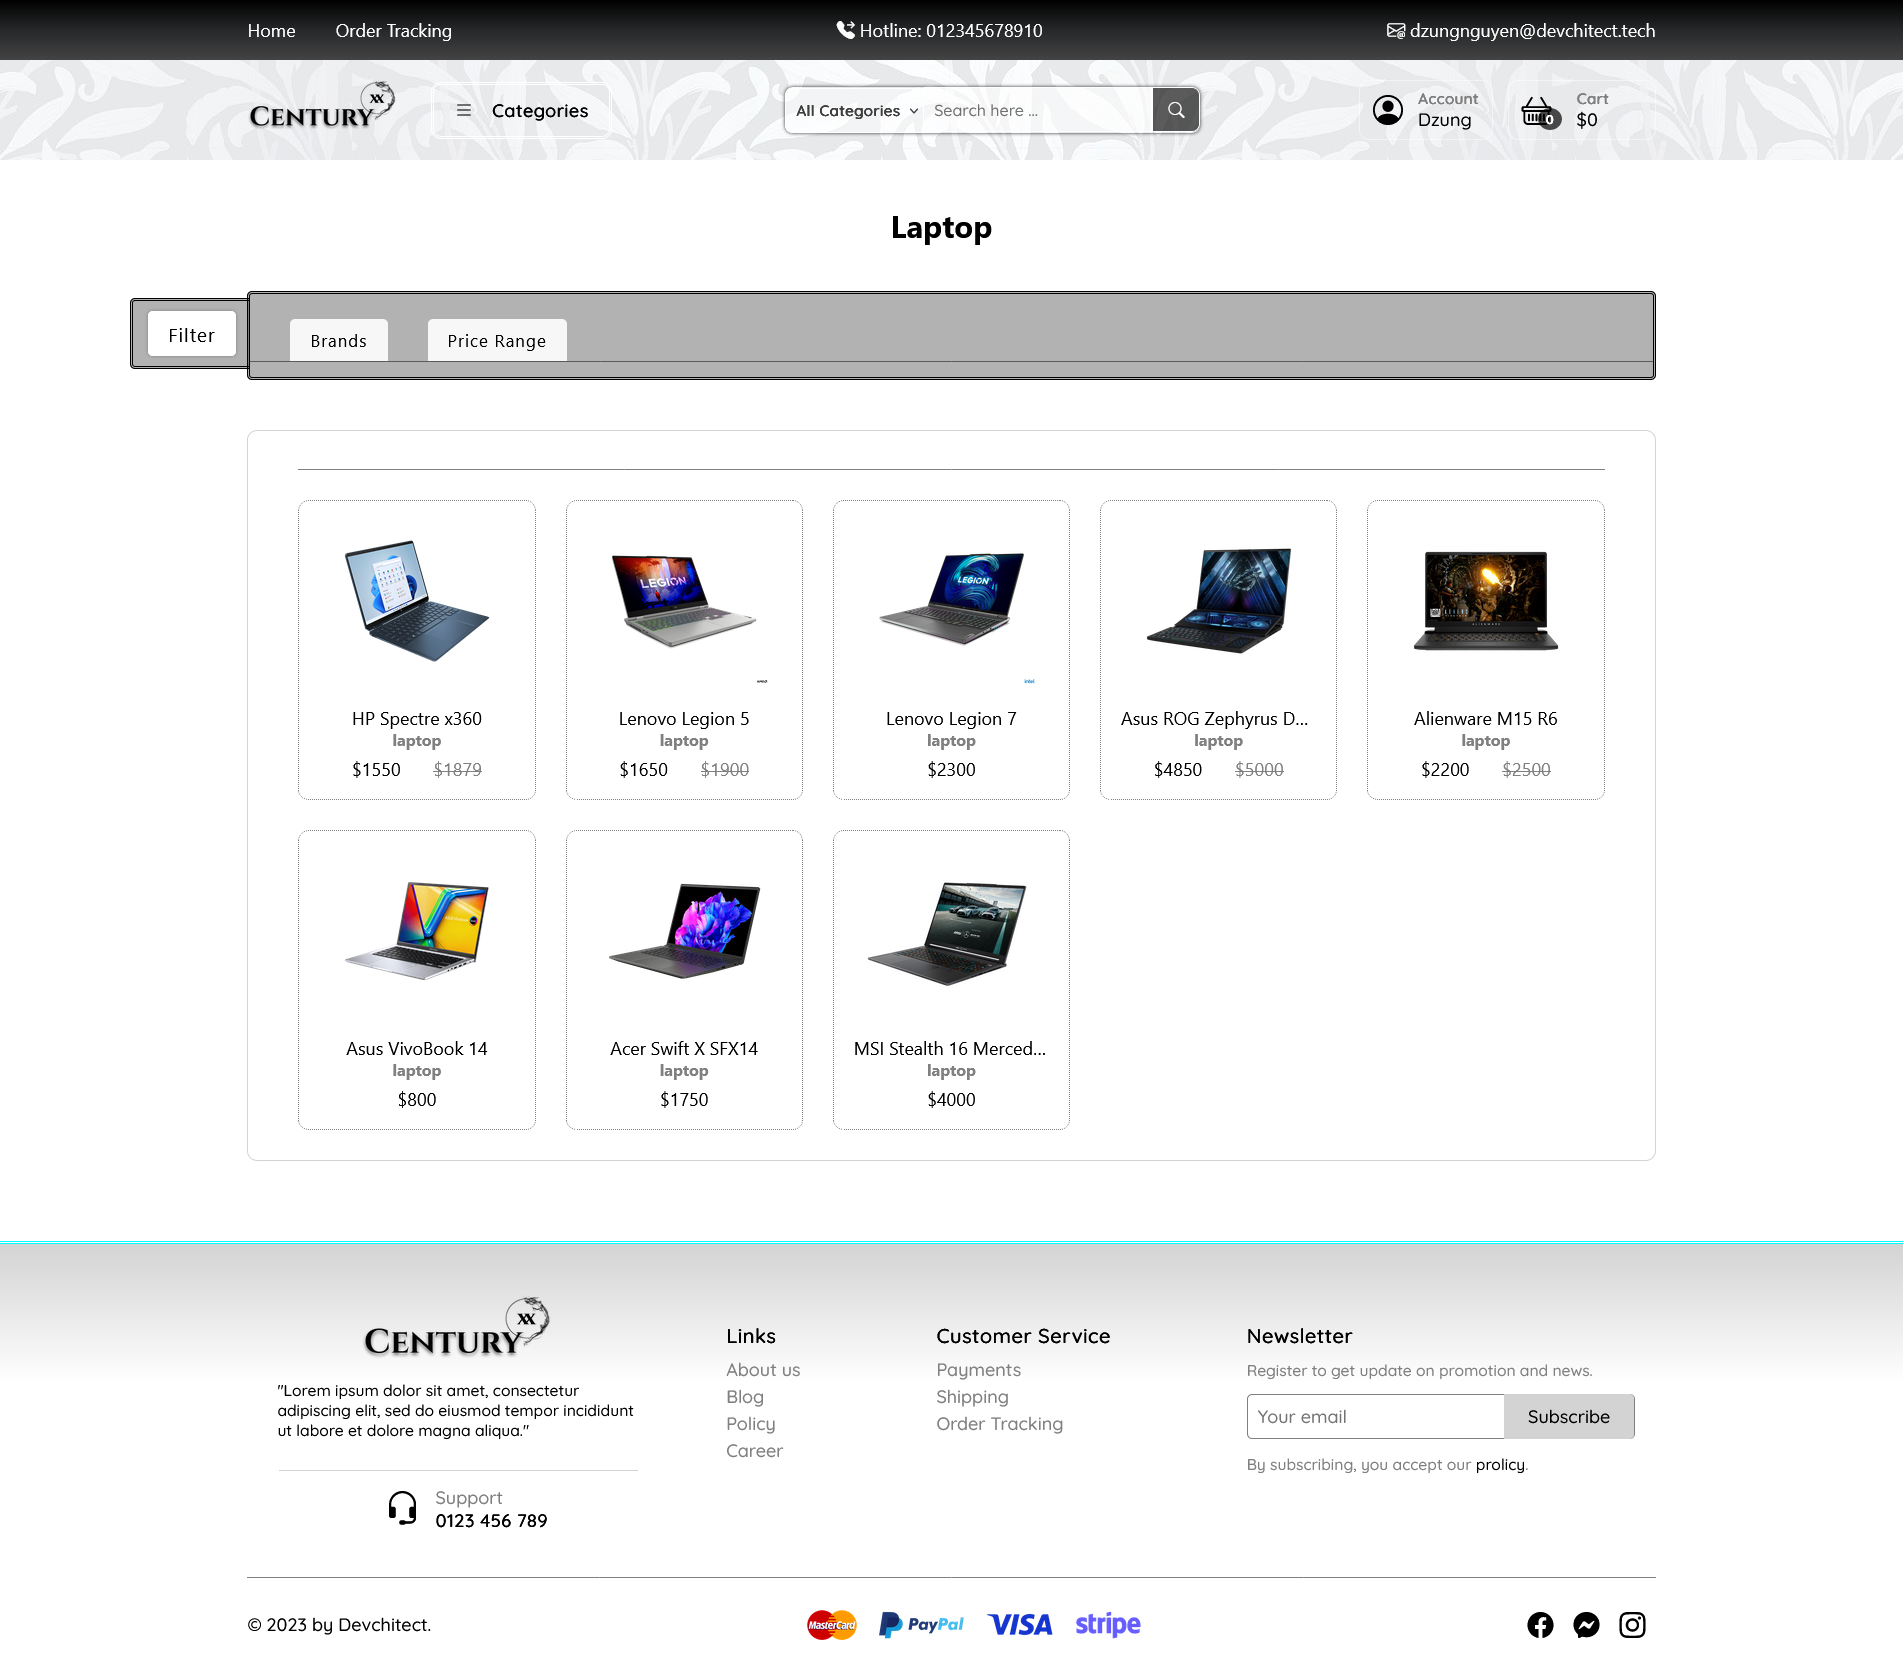 Home Order Tracking Hotline: 012345678910 dzungnguyen@devchitect.tech
CENTURY XX Categories All Categories Search here ... Account Dzung 0 Cart $0
Laptop
Filter Brands Price Range
LEGION LEGION ALIENWARE
AMD intel
HP Spectre x360 Lenovo Legion 5 Lenovo Legion 7 Asus ROG Zephyrus D... Alienware M15 R6
laptop laptop laptop laptop laptop
$1550 $1879 $1650 $1900 $2300 $4850 $5000 $2200 $2500
Asus VivoBook 14 Acer Swift X SFX14 MSI Stealth 16 Merced...
laptop laptop laptop
$800 $1750 $4000
CENTURY XX
"Lorem ipsum dolor sit amet, consectetur
adipiscing elit, sed do eiusmod tempor incididunt
ut labore et dolore magna aliqua."
Support
0123 456 789
Links
About us
Blog
Policy
Career
Customer Service
Payments
Shipping
Order Tracking
Newsletter
Register to get update on promotion and news.
Your email Subscribe
By subscribing, you accept our prolicy.
© 2023 by Devchitect. MasterCard PayPal VISA stripe